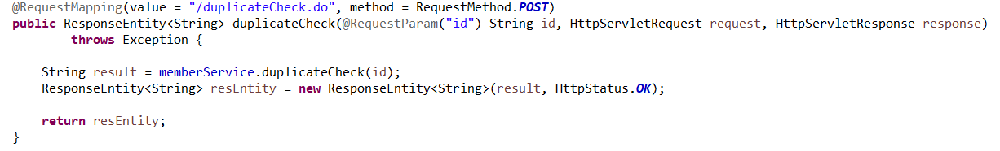 @RequestMapping(value = "/duplicateCheck.do", method = RequestMethod.POST)
public ResponseEntity<String> duplicateCheck(@RequestParam("id") String id, HttpServletRequest request, HttpServletResponse response)
        throws Exception {

    String result = memberService.duplicateCheck(id);
    ResponseEntity<String> resEntity = new ResponseEntity<String>(result, HttpStatus.OK);

    return resEntity;
}